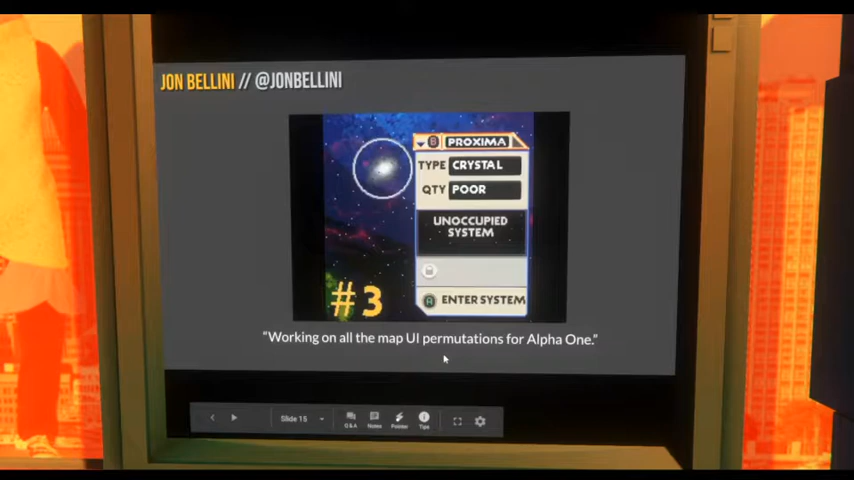 JON BELLINI // @JONBELLINI
B PROXIMA
TYPE CRYSTAL
QTY POOR
UNOCCUPIED
SYSTEM
A ENTER SYSTEM
#3
“Working on all the map UI permutations for Alpha One.”
Slide 15
Q&A Notes Pointer Tips